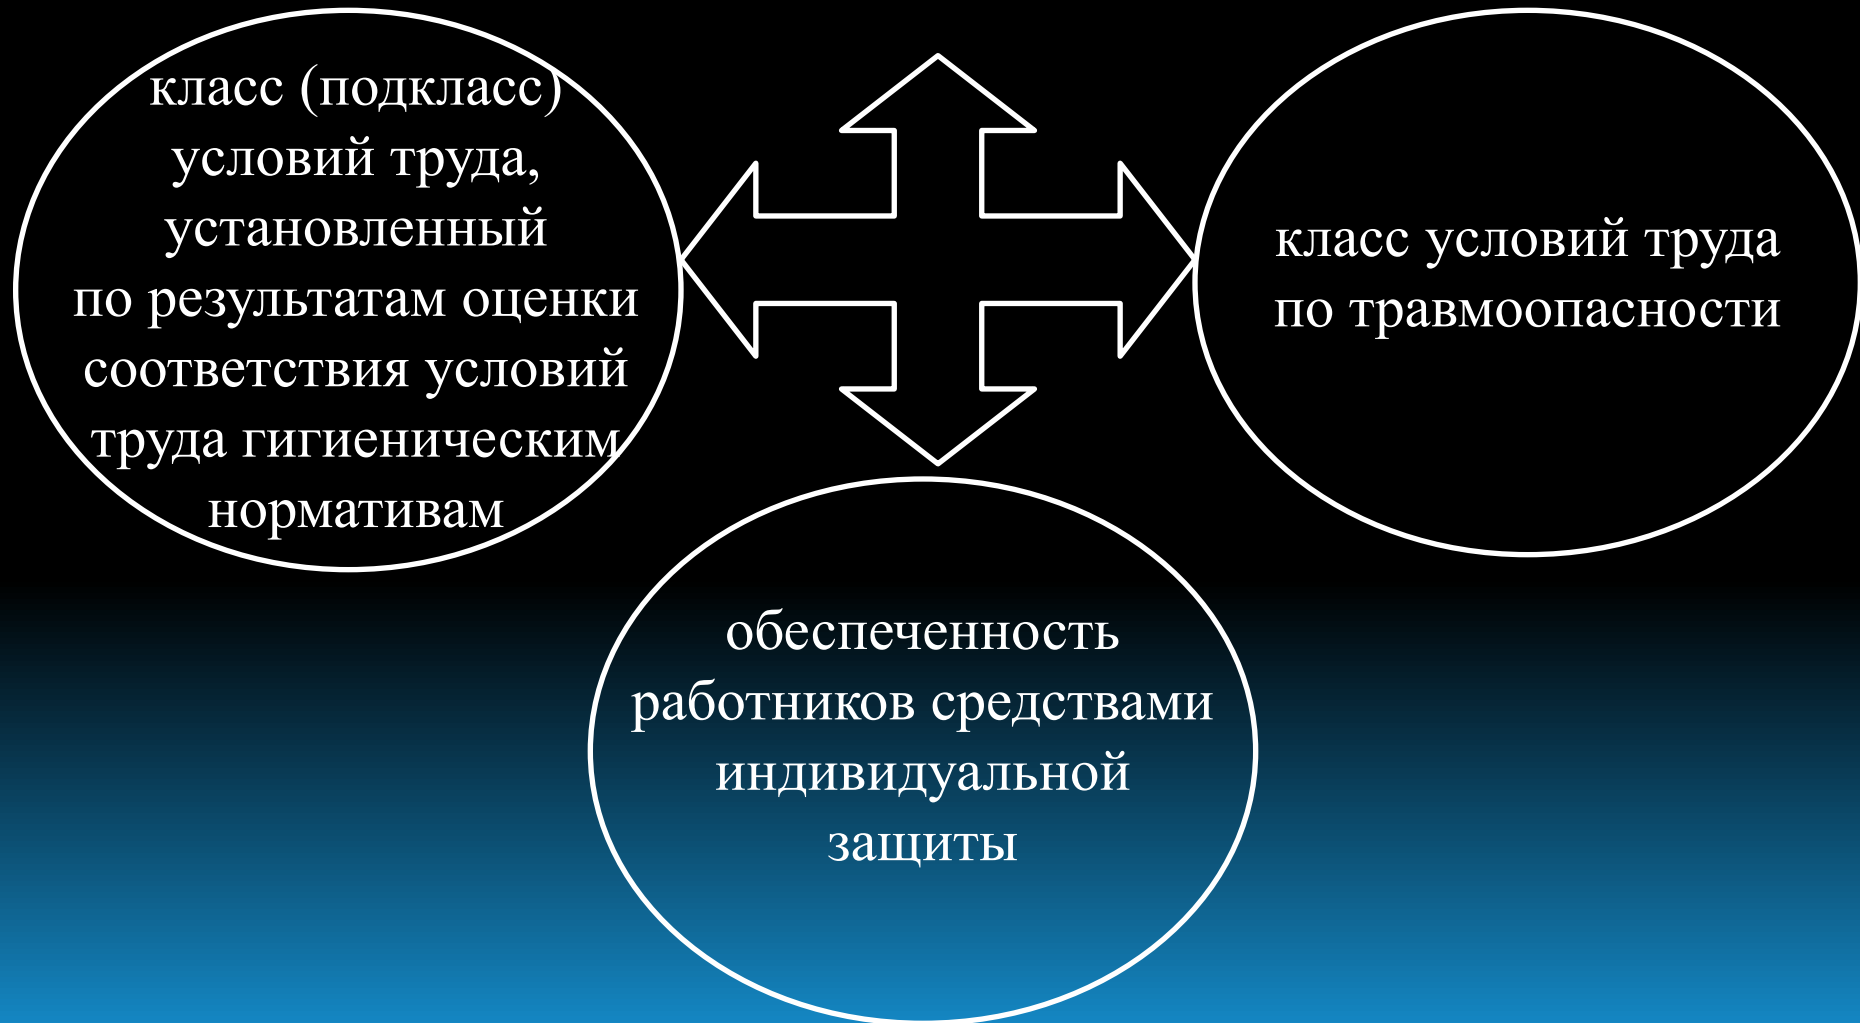 класс (подкласс)
условий труда,
установленный
по результатам оценки
соответствия условий
труда гигиеническим
нормативам
класс условий труда
по травмоопасности
обеспеченность
работников средствами
индивидуальной
защиты